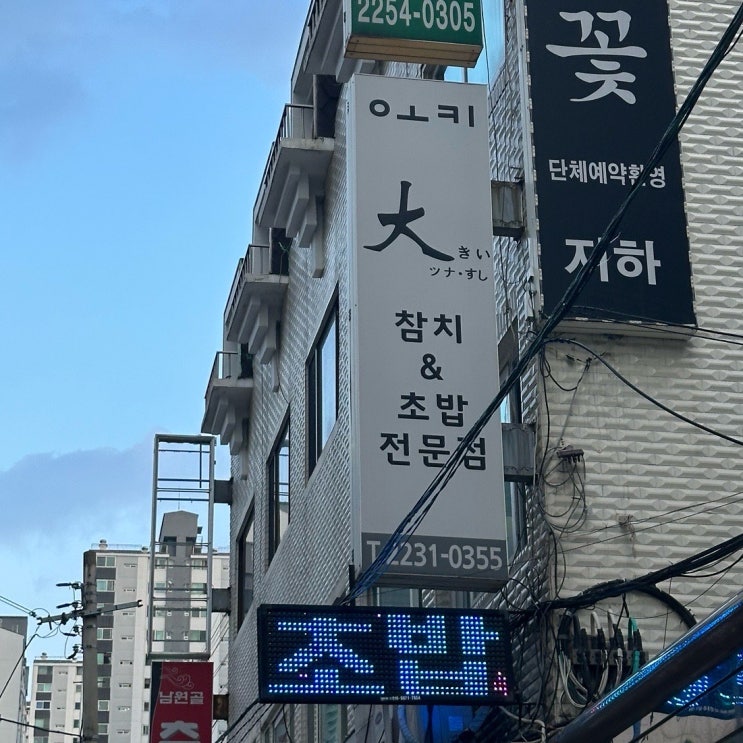 2254-0305
오키
大きい
ツナ・すし
참치
&
초밥
전문점
T.2231-0355
초밥
꽃
단체예약환영
지하
남원골